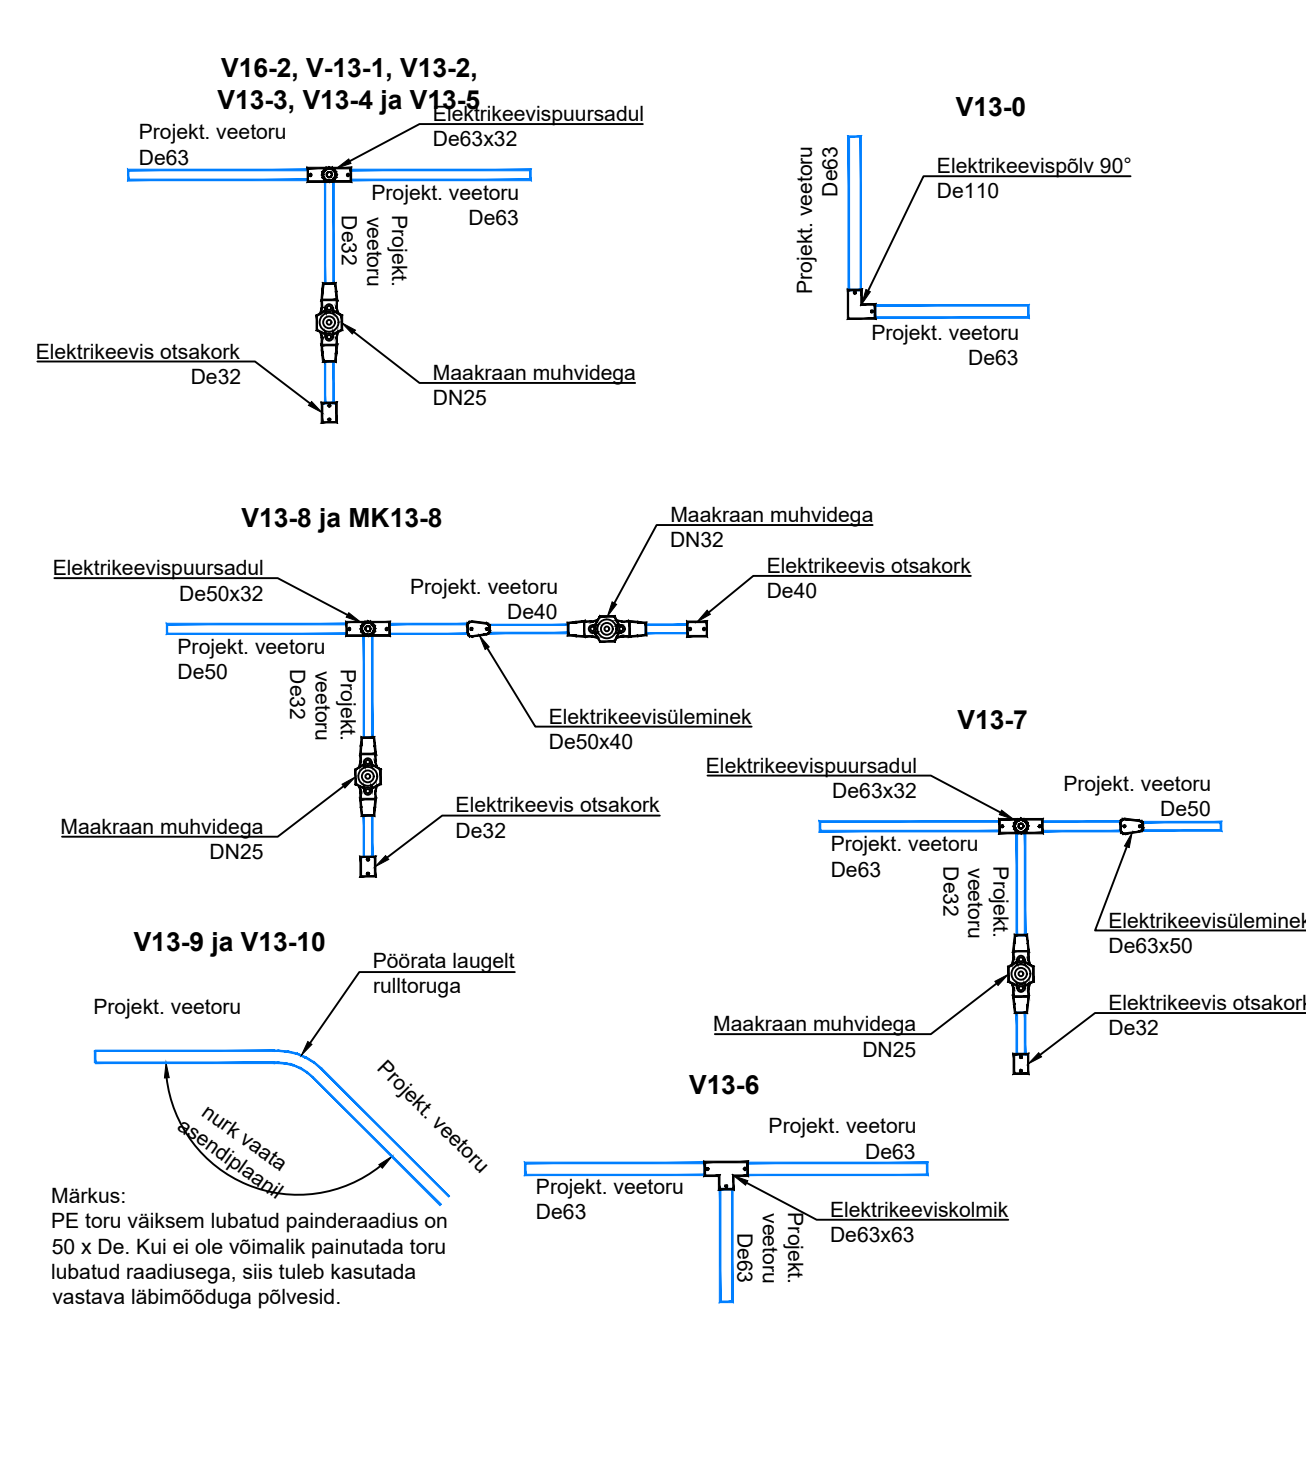 V16-2, V-13-1, V13-2,
V13-3, V13-4 ja V13-5
Projekt. veetoru
De63
Elektrikeevispuursadul
De63x32
Projekt. veetoru
De63
Projekt.
veetoru
De32
Elektrikeevis otsakork
De32
Maakraan muhvidega
DN25
V13-0
Projekt. veetoru
De63
Elektrikeevispõlv 90°
De110
Projekt. veetoru
De63
V13-8 ja MK13-8
Maakraan muhvidega
DN32
Elektrikeevispuursadul
De50x32
Projekt. veetoru
De40
Elektrikeevis otsakork
De40
Projekt. veetoru
De50
Projekt.
veetoru
De32
Elektrikeevisüleminek
De50x40
Maakraan muhvidega
DN25
Elektrikeevis otsakork
De32
V13-7
Elektrikeevispuursadul
De63x32
Projekt. veetoru
De50
Projekt. veetoru
De63
Projekt.
veetoru
De32
Elektrikeevisüleminek
De63x50
Maakraan muhvidega
DN25
Elektrikeevis otsakork
De32
V13-9 ja V13-10
Pöörata laugelt
rulltoruga
Projekt. veetoru
Projekt. veetoru
nurk vaata
asendiplaanil
Märkus:
PE toru väiksem lubatud painderaadius on
50 x De. Kui ei ole võimalik painutada toru
lubatud raadiusega, siis tuleb kasutada
vastava läbimõõduga põlvesid.
V13-6
Projekt. veetoru
De63
Projekt. veetoru
De63
Projekt.
veetoru
De63
Elektrikeeviskolmik
De63x63